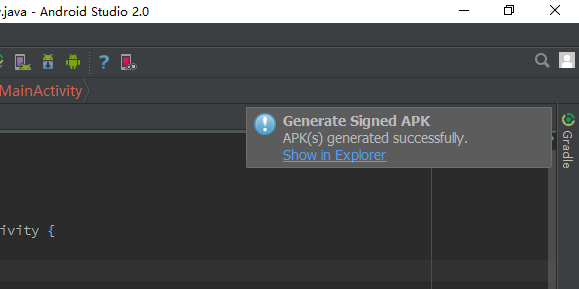 .java - Android Studio 2.0
?
MainActivity
Generate Signed APK
APK(s) generated successfully.
Show in Explorer
Gradle
ivity {